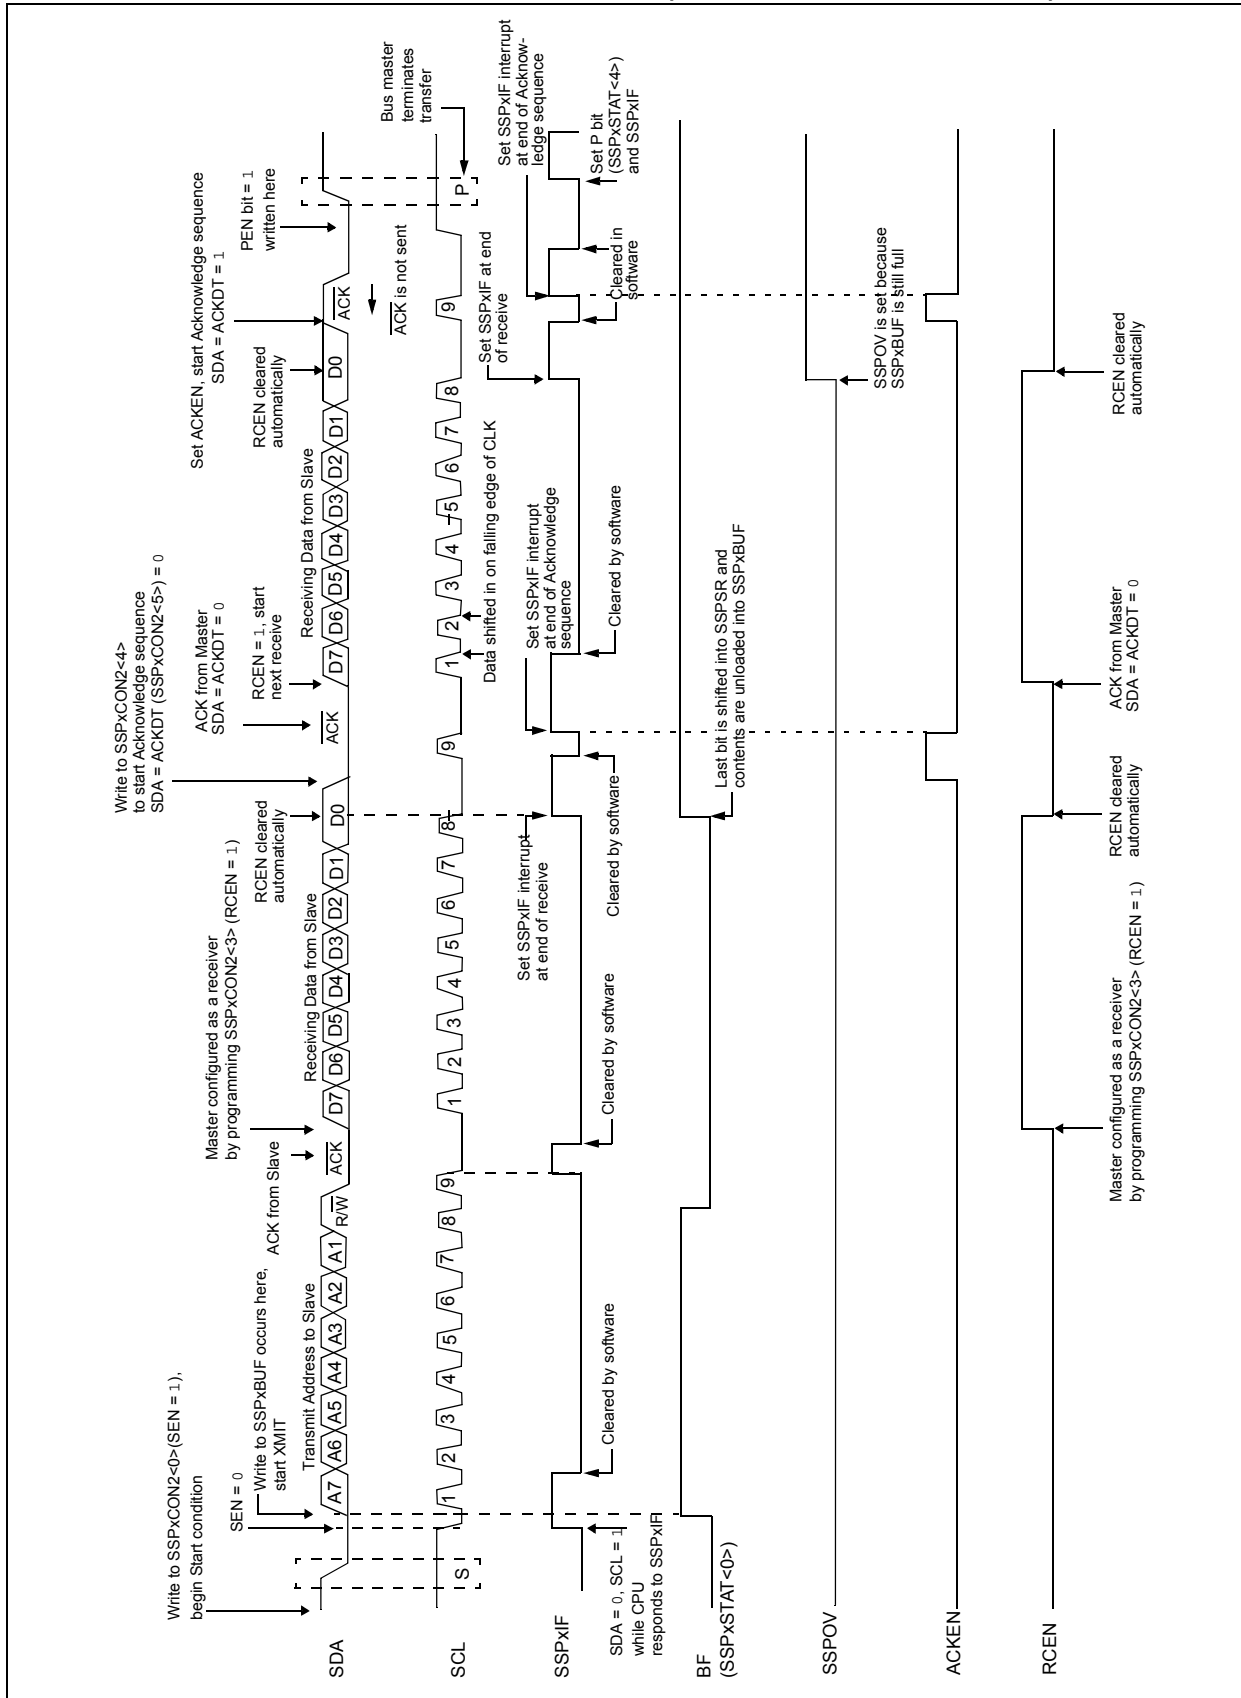 Write to SSPxCON2<0>(SEN = 1),
begin Start condition
SEN = 0
Write to SSPxBUF occurs here,
start XMIT
ACK from Slave
Master configured as a receiver
by programming SSPxCON2<3> (RCEN = 1)
RCEN cleared
automatically
Write to SSPxCON2<4>
to start Acknowledge sequence
SDA = ACKDT (SSPxCON2<5>) = 0
ACK from Master
SDA = ACKDT = 0
RCEN = 1, start
next receive
RCEN cleared
automatically
Set ACKEN, start Acknowledge sequence
SDA = ACKDT = 1
PEN bit = 1
written here
Transmit Address to Slave
Receiving Data from Slave
Receiving Data from Slave
SDA
A7 A6 A5 A4 A3 A2 A1 R/W ACK D7 D6 D5 D4 D3 D2 D1 D0 ACK D7 D6 D5 D4 D3 D2 D1 D0 ACK
ACK is not sent
Bus master
terminates
transfer
SCL
S 1 2 3 4 5 6 7 8 9 1 2 3 4 5 6 7 8 9 1 2 3 4 5 6 7 8 9 P
Data shifted in on falling edge of CLK
Set SSPxIF interrupt
at end of receive
Set SSPxIF interrupt
at end of Acknowledge
sequence
Set SSPxIF at end
of receive
Set SSPxIF interrupt
at end of Acknow-
ledge sequence
SSPxIF
SDA = 0, SCL = 1
while CPU
responds to SSPxIF
Cleared by software
Cleared by software
Cleared by software
Cleared by software
Cleared in
software
Set P bit
(SSPxSTAT<4>)
and SSPxIF
BF
(SSPxSTAT<0>)
Last bit is shifted into SSPSR and
contents are unloaded into SSPxBUF
SSPOV
SSPOV is set because
SSPxBUF is still full
ACKEN
RCEN
Master configured as a receiver
by programming SSPxCON2<3> (RCEN = 1)
RCEN cleared
automatically
ACK from Master
SDA = ACKDT = 0
RCEN cleared
automatically